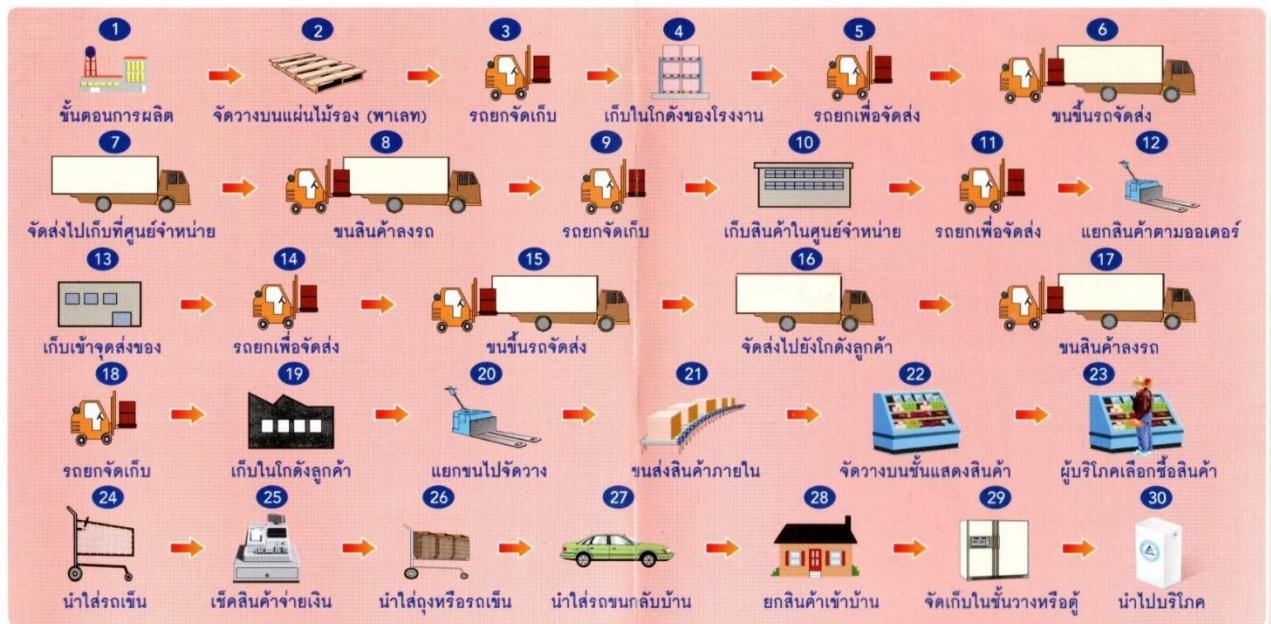 1
2
3
4
5
6
ขั้นตอนการผลิต
จัดวางบนแผ่นไม้รอง (พาเลท)
รถยกจัดเก็บ
เก็บในโกดังของโรงงาน
รถยกเพื่อจัดส่ง
ขนขึ้นรถจัดส่ง
7
8
9
10
11
12
จัดส่งไปเก็บที่ศูนย์จำหน่าย
ขนสินค้าลงรถ
รถยกจัดเก็บ
เก็บสินค้าในศูนย์จำหน่าย
รถยกเพื่อจัดส่ง
แยกสินค้าตามออเดอร์
13
14
15
16
17
เก็บเข้าจุดส่งของ
รถยกเพื่อจัดส่ง
ขนขึ้นรถจัดส่ง
จัดส่งไปยังโกดังลูกค้า
ขนสินค้าลงรถ
18
19
20
21
22
23
รถยกจัดเก็บ
เก็บในโกดังลูกค้า
แยกขนไปจัดวาง
ขนส่งสินค้าภายใน
จัดวางบนชั้นแสดงสินค้า
ผู้บริโภคเลือกซื้อสินค้า
24
25
26
27
28
29
30
นำใส่รถเข็น
เช็คสินค้าจ่ายเงิน
นำใส่ถุงหรือรถเข็น
นำใส่รถขนกลับบ้าน
ยกสินค้าเข้าบ้าน
จัดเก็บในชั้นวางหรือตู้
นำไปบริโภค